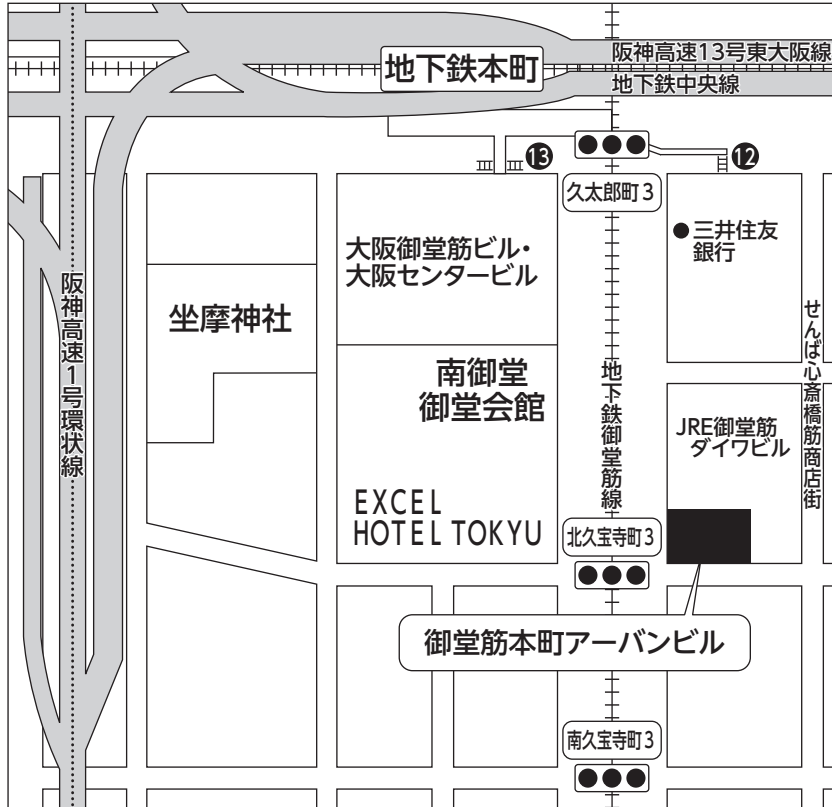 阪神高速13号東大阪線
地下鉄本町
地下鉄中央線
13
12
久太郎町3
三井住友
銀行
大阪御堂筋ビル・
大阪センタービル
坐摩神社
阪神高速1号環状線
せんば心斎橋筋商店街
南御堂
御堂会館
地下鉄御堂筋線
JRE御堂筋
ダイワビル
EXCEL
HOTEL TOKYU
北久宝寺町3
御堂筋本町アーバンビル
南久宝寺町3